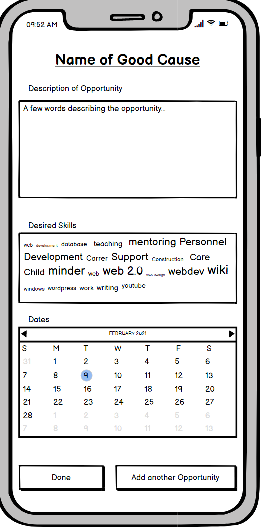 09:52 AM
Name of Good Cause
Description of Opportunity
A few words describing the opportunity..
Desired Skills
web development database teaching mentoring Personnel
Development Carrer Support Construction Care
Child minder web web 2.0 web design webdev wiki
windows wordpress work writing youtube
Dates
FEBRUARY 2021
S M T W T F S
31 1 2 3 4 5 6
7 8 9 10 11 12 13
14 15 16 17 18 19 20
21 22 23 24 25 26 27
28 1 2 3 4 5 6
7 8 9 10 11 12 13
Done Add another Opportunity